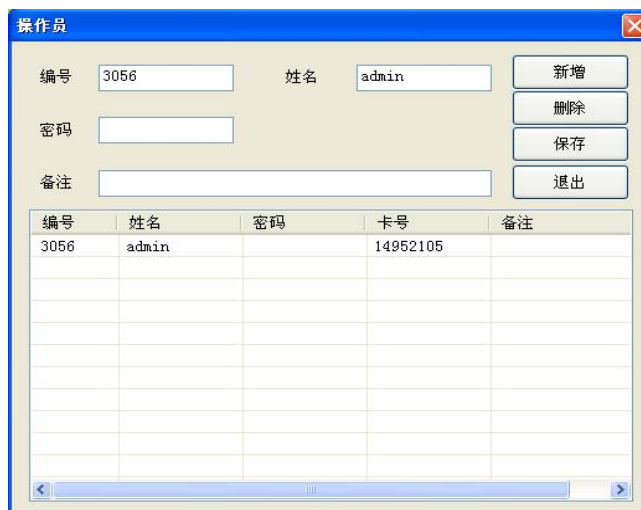 操作员
编号 3056 姓名 admin 新增
删除
密码 保存
备注 退出
编号 姓名 密码 卡号 备注
3056 admin 14952105